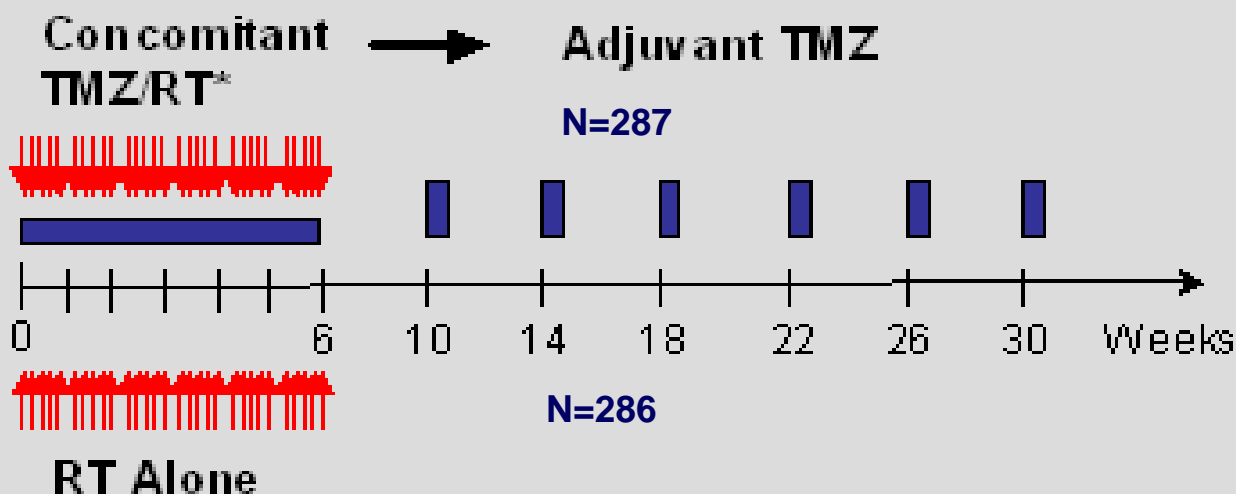 Concomitant
TMZ/RT*
Adjuvant TMZ
N=287
0 6 10 14 18 22 26 30 Weeks
N=286
RT Alone